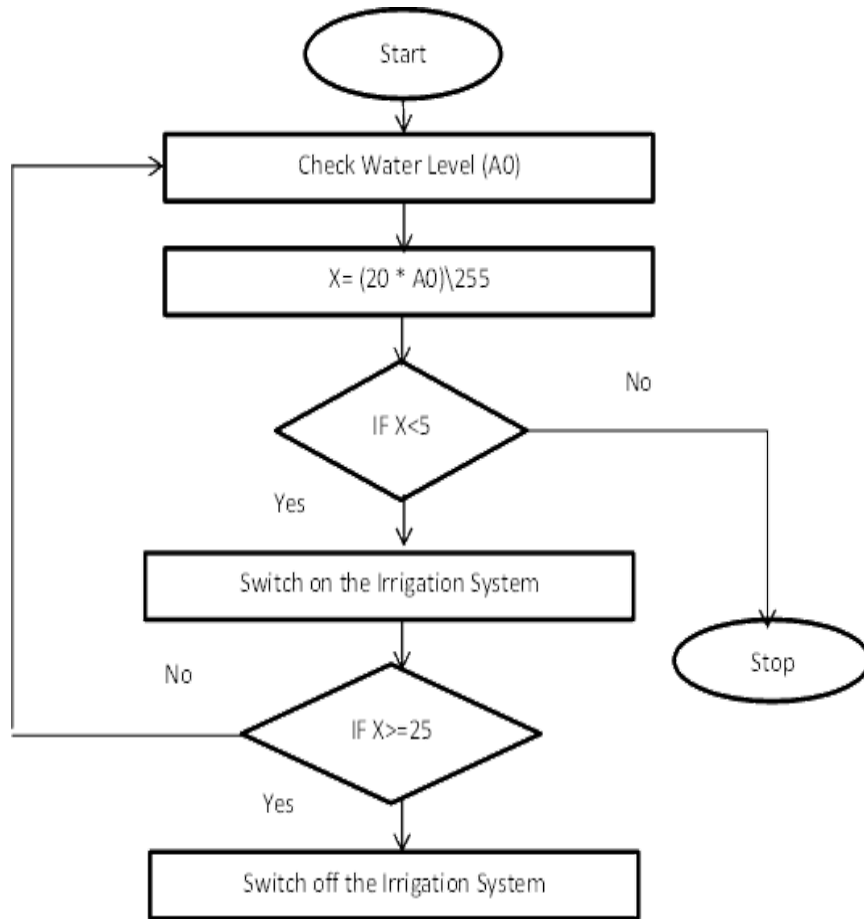 Start
Check Water Level (A0)
X= (20 * A0)\255
IF X<5
No
Yes
Switch on the Irrigation System
Stop
No
IF X>=25
Yes
Switch off the Irrigation System